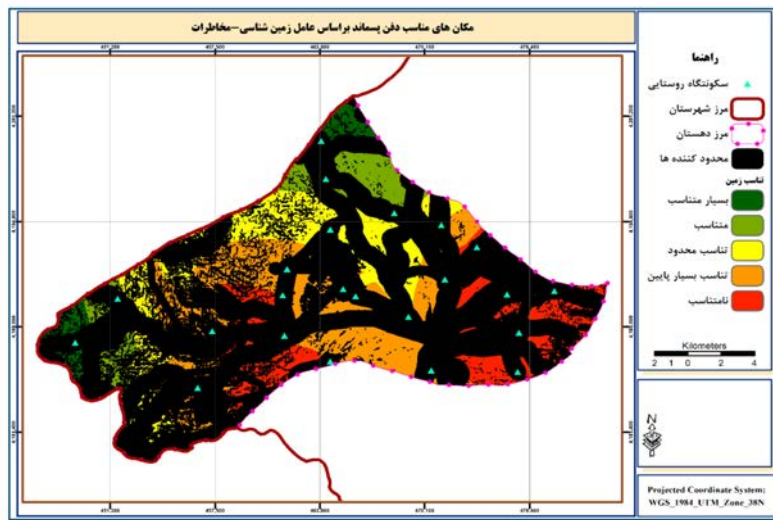 مکان های مناسب دفن پسماند براساس عامل زمین شناسی-مخاطرات
راهنما
سکونتگاه روستایی
مرز شهرستان
مرز دهستان
محدود کننده ها
تناسب زمین
بسیار متناسب
متناسب
تناسب محدود
تناسب بسیار پایین
نامتناسب
Kilometers
2 1 0 2 4
N
Projected Coordinate System:
WGS_1984_UTM_Zone_38N